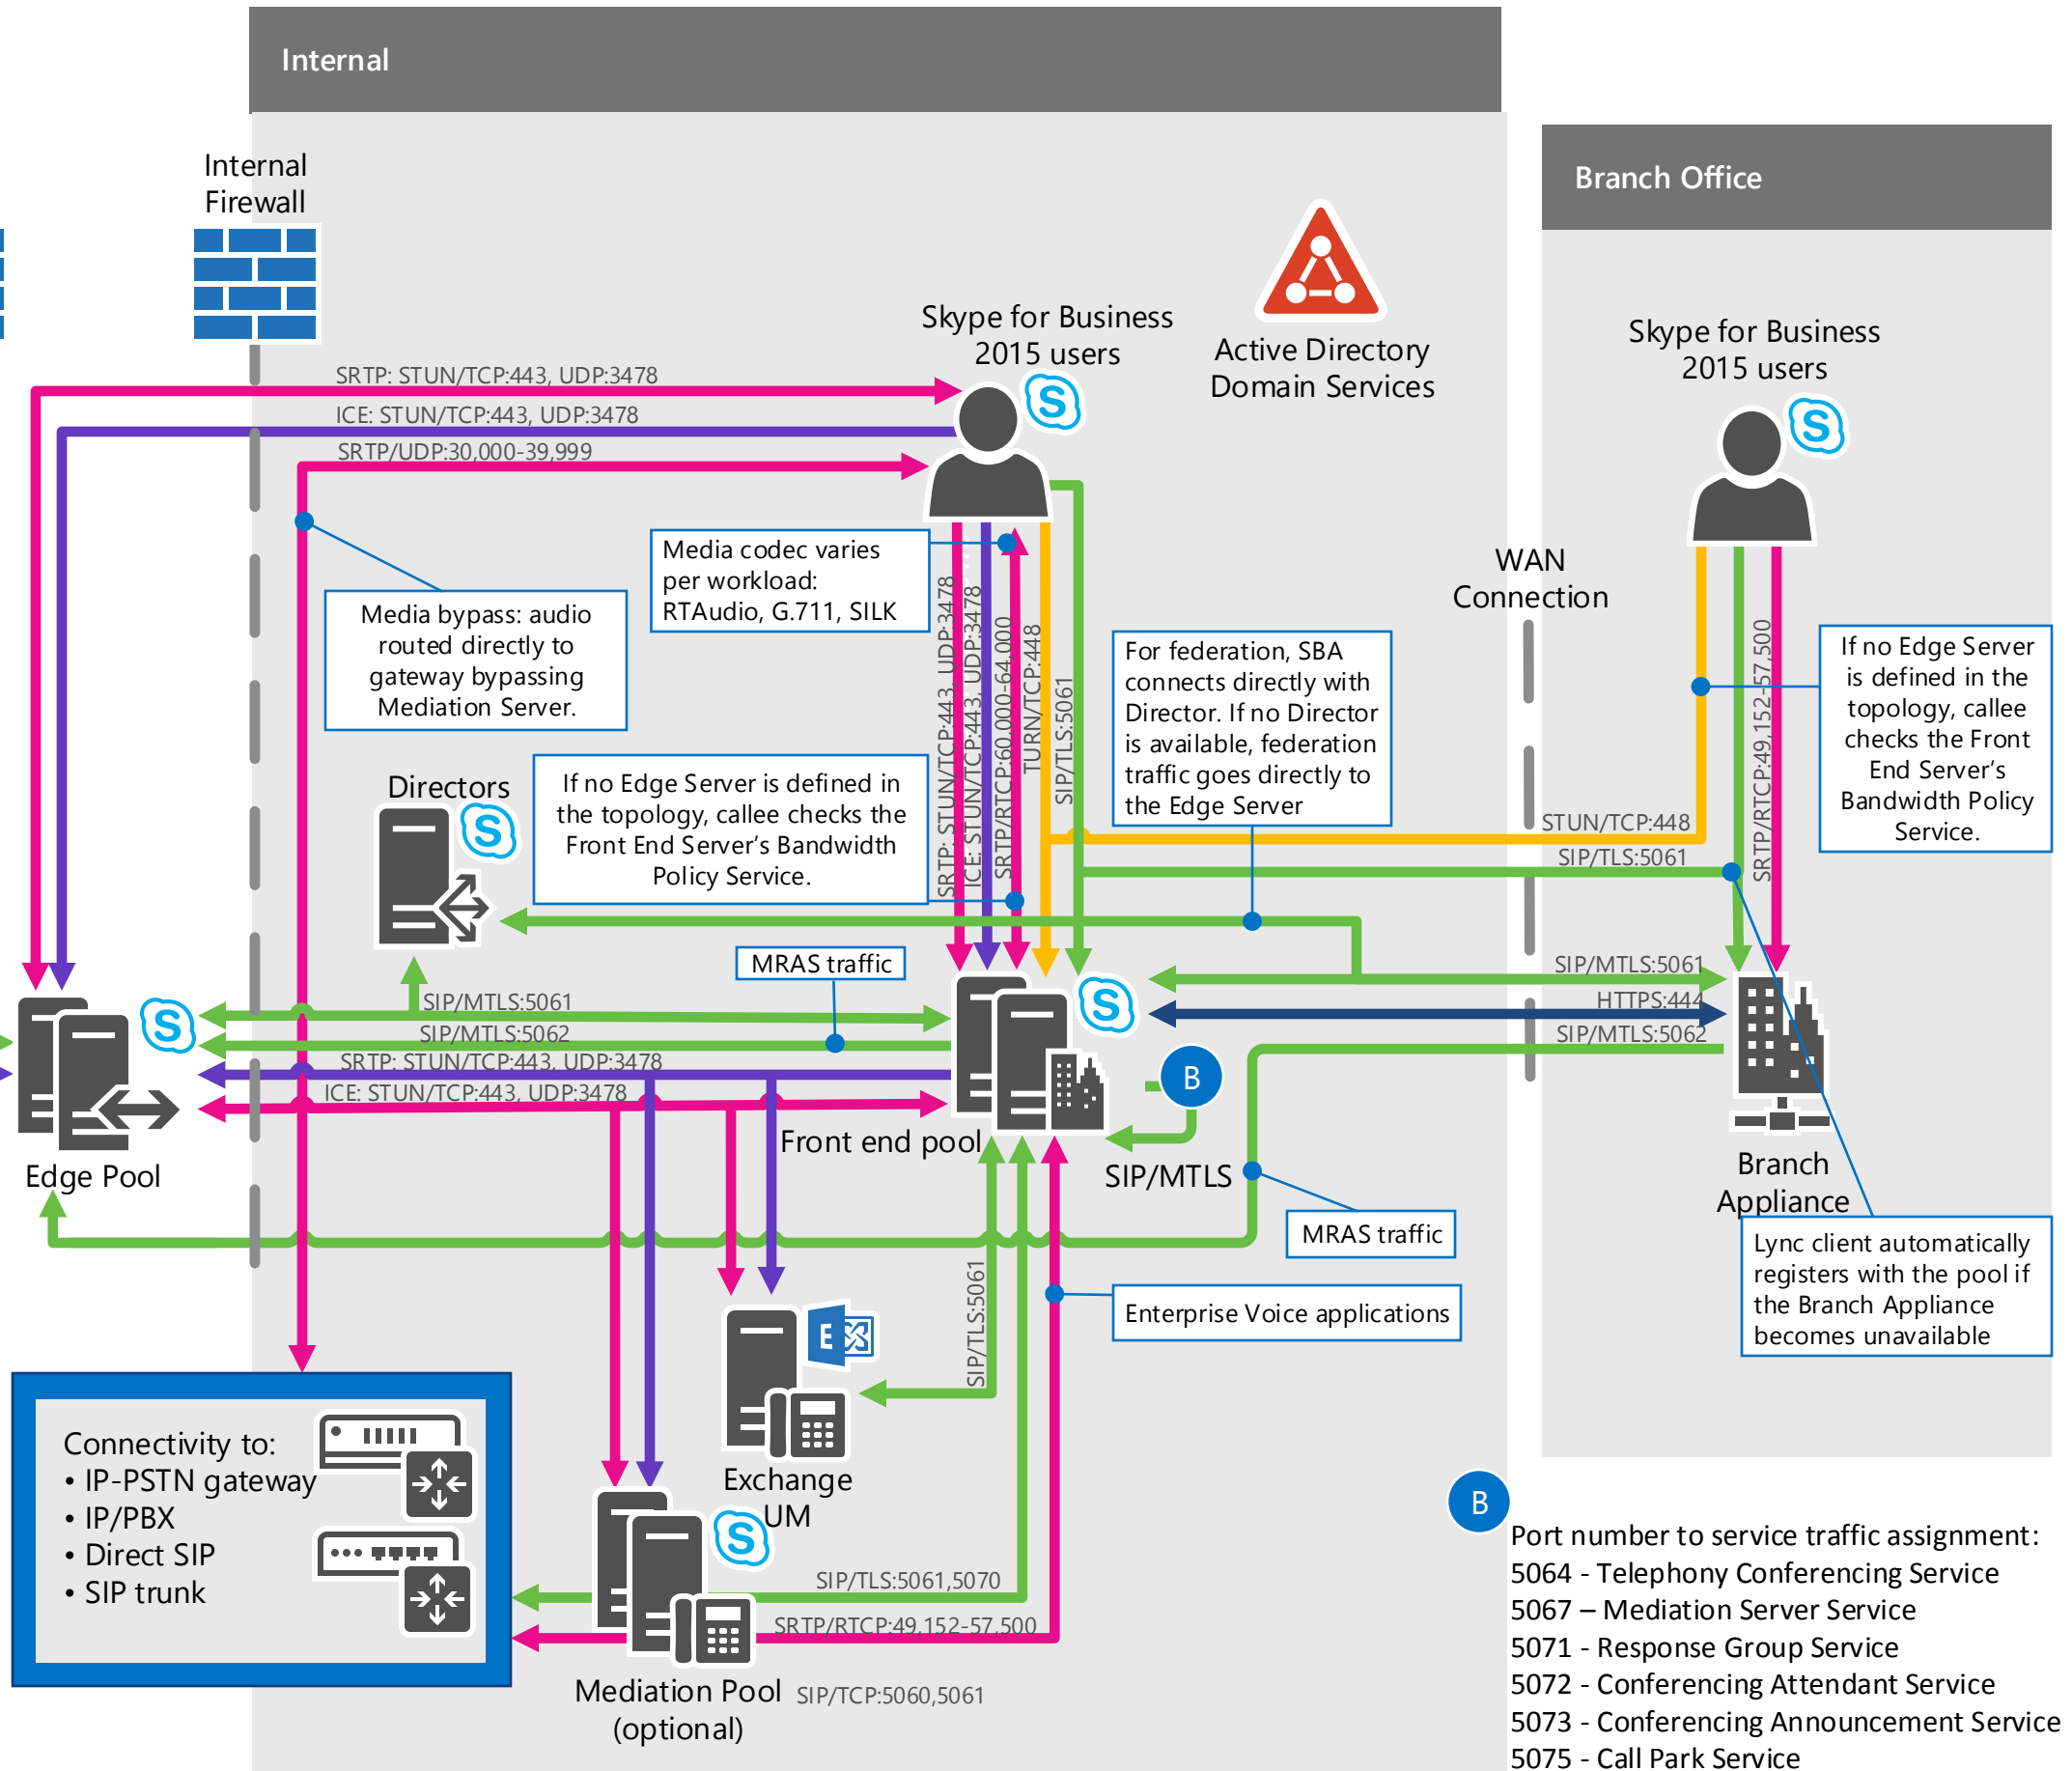 Internal
Branch Office
Internal
Firewall
Skype for Business
2015 users
Active Directory
Domain Services
Skype for Business
2015 users
SRTP: STUN/TCP:443, UDP:3478
ICE: STUN/TCP:443, UDP:3478
SRTP/UDP:30,000-39,999
Media codec varies
per workload:
RTAudio, G.711, SILK
Media bypass: audio
routed directly to
gateway bypassing
Mediation Server.
WAN
Connection
SRTP: STUN/TCP:443, UDP:3478
ICE: STUN/TCP:443, UDP:3478
SRTP/RTCP:60,000-64,000
TURN/TCP:448
SIP/TLS:5061
For federation, SBA
connects directly with
Director. If no Director
is available, federation
traffic goes directly to
the Edge Server
SRTP/RTCP:49,152-57,500
If no Edge Server
is defined in the
topology, callee
checks the Front
End Server's
Bandwidth Policy
Service.
Directors
S
If no Edge Server is defined in
the topology, callee checks the
Front End Server's Bandwidth
Policy Service.
STUN/TCP:448
SIP/TLS:5061
MRAS traffic
SIP/MTLS:5061
HTTPS:444
SIP/MTLS:5062
SIP/MTLS:5061
SIP/MTLS:5062
SRTP: STUN/TCP:443, UDP:3478
ICE: STUN/TCP:443, UDP:3478
B
Front end pool
SIP/MTLS
Edge Pool
Branch
Appliance
MRAS traffic
Lync client automatically
registers with the pool if
the Branch Appliance
becomes unavailable
SIP/TLS:5061
Enterprise Voice applications
E
Exchange
UM
Connectivity to:
• IP-PSTN gateway
• IP/PBX
• Direct SIP
• SIP trunk
SIP/TLS:5061,5070
SRTP/RTCP:49,152-57,500
Mediation Pool
(optional)
SIP/TCP:5060,5061
B
Port number to service traffic assignment:
5064 - Telephony Conferencing Service
5067 – Mediation Server Service
5071 - Response Group Service
5072 - Conferencing Attendant Service
5073 - Conferencing Announcement Service
5075 - Call Park Service